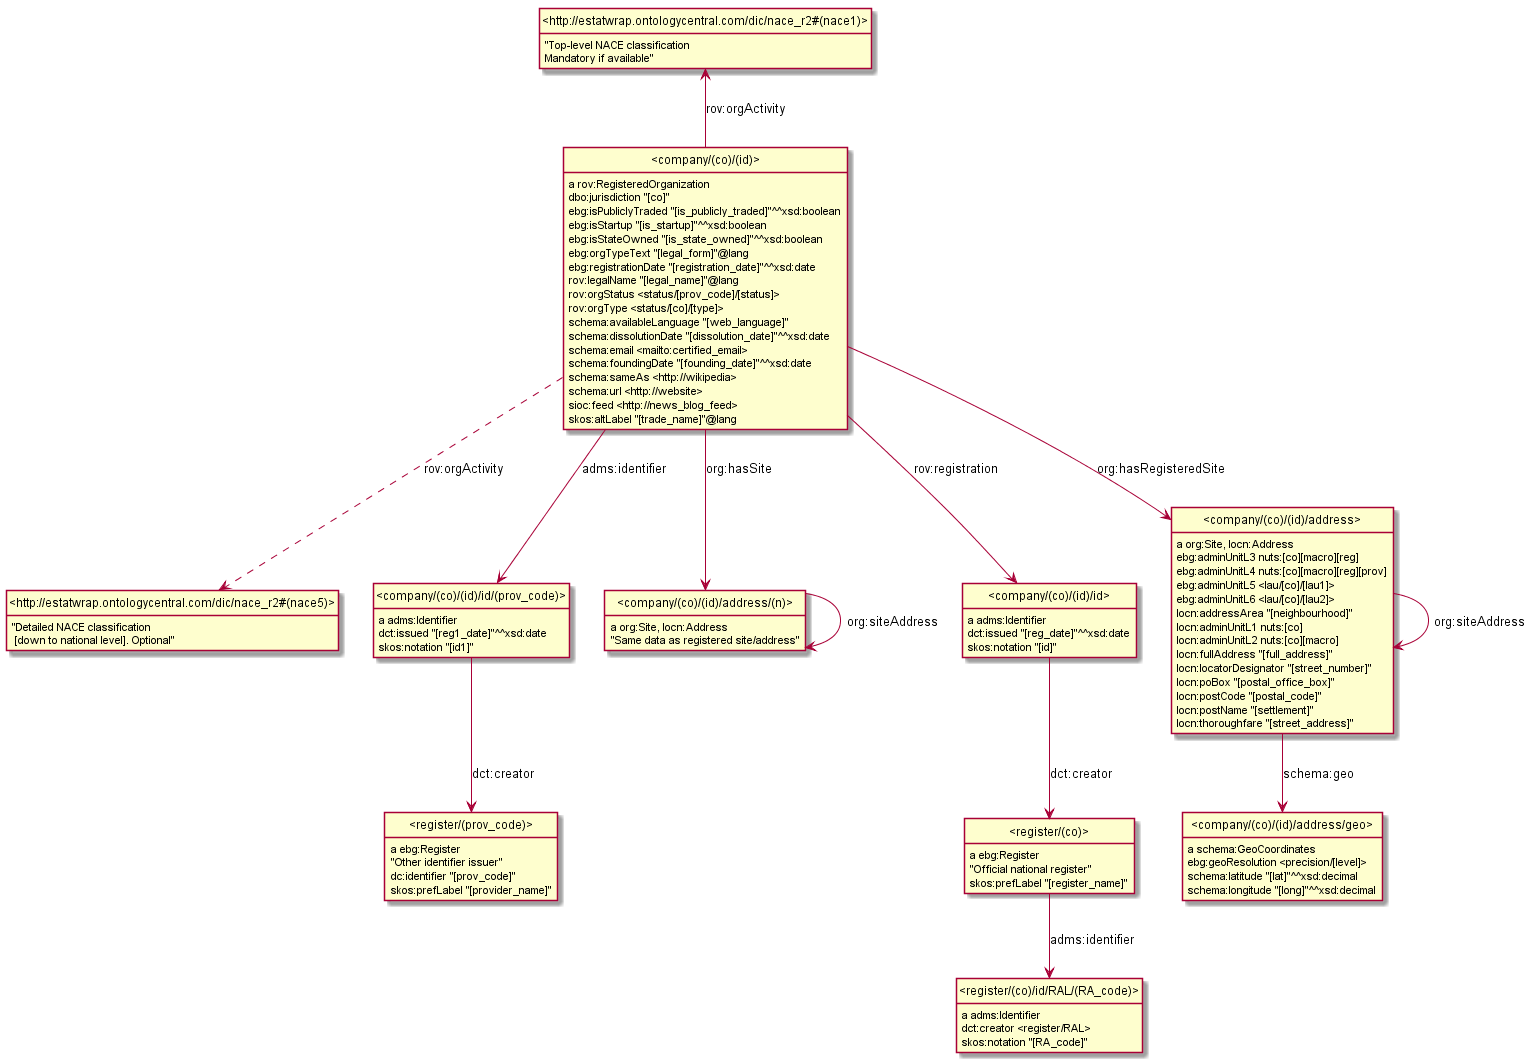 <http://estatwrap.ontologycentral.com/dic/nace_r2#(nace1)>
"Top-level NACE classification
Mandatory if available"
rov:orgActivity
<company/(co)/(id)>
a rov:RegisteredOrganization
dbo:jurisdiction "[co]"
ebg:isPubliclyTraded "[is_publicly_traded]"^^xsd:boolean
ebg:isStartup "[is_startup]"^^xsd:boolean
ebg:isStateOwned "[is_state_owned]"^^xsd:boolean
ebg:orgTypeText "[legal_form]"@lang
ebg:registrationDate "[registration_date]"^^xsd:date
rov:legalName "[legal_name]"@lang
rov:orgStatus <status/[prov_code]/[status]>
rov:orgType <status/[co]/[type]>
schema:availableLanguage "[web_language]"
schema:dissolutionDate "[dissolution_date]"^^xsd:date
schema:email <mailto:certified_email>
schema:foundingDate "[founding_date]"^^xsd:date
schema:sameAs <http://wikipedia>
schema:url <http://website>
sioc:feed <http://news_blog_feed>
skos:altLabel "[trade_name]"@lang
rov:orgActivity
adms:identifier
org:hasSite
rov:registration
org:hasRegisteredSite
<http://estatwrap.ontologycentral.com/dic/nace_r2#(nace5)>
"Detailed NACE classification
[down to national level]. Optional"
<company/(co)/(id)/id/(prov_code)>
a adms:Identifier
dct:issued "[reg1_date]"^^xsd:date
skos:notation "[id1]"
<company/(co)/(id)/address/(n)>
a org:Site, locn:Address
"Same data as registered site/address"
org:siteAddress
<company/(co)/(id)/id>
a adms:Identifier
dct:issued "[reg_date]"^^xsd:date
skos:notation "[id]"
<company/(co)/(id)/address>
a org:Site, locn:Address
ebg:adminUnitL3 nuts:[co][macro][reg]
ebg:adminUnitL4 nuts:[co][macro][reg][prov]
ebg:adminUnitL5 <lau/[co]/[lau1]>
ebg:adminUnitL6 <lau/[co]/[lau2]>
locn:addressArea "[neighbourhood]"
locn:adminUnitL1 nuts:[co]
locn:adminUnitL2 nuts:[co][macro]
locn:fullAddress "[full_address]"
locn:locatorDesignator "[street_number]"
locn:poBox "[postal_office_box]"
locn:postCode "[postal_code]"
locn:postName "[settlement]"
locn:thoroughfare "[street_address]"
org:siteAddress
dct:creator
dct:creator
schema:geo
<register/(prov_code)>
a ebg:Register
"Other identifier issuer"
dc:identifier "[prov_code]"
skos:prefLabel "[provider_name]"
<register/(co)>
a ebg:Register
"Official national register"
skos:prefLabel "[register_name]"
<company/(co)/(id)/address/geo>
a schema:GeoCoordinates
ebg:geoResolution <precision/[level]>
schema:latitude "[lat]"^^xsd:decimal
schema:longitude "[long]"^^xsd:decimal
adms:identifier
<register/(co)/id/RAL/(RA_code)>
a adms:Identifier
dct:creator <register/RAL>
skos:notation "[RA_code]"